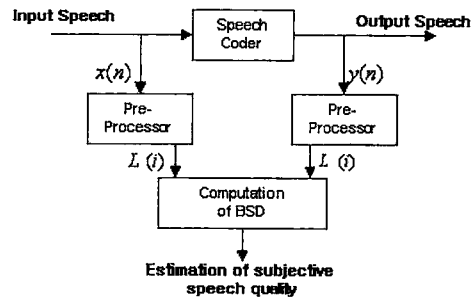 Input Speech
Output Speech
Speech
Coder
x(n)
y(n)
Pre-
Processor
Pre-
Processor
L (i)
L (i)
Computation
of BSD
Estimation of subjective
speech quality